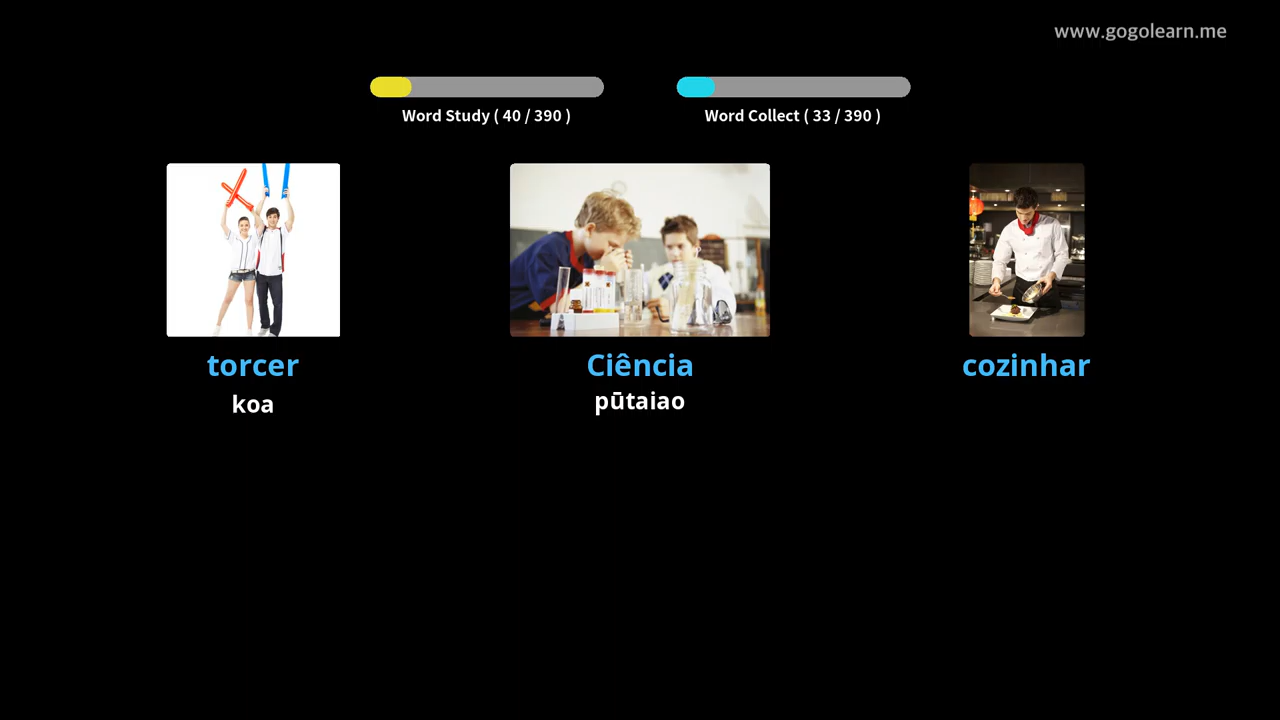 www.gogolearn.me
Word Study ( 40 / 390 )
Word Collect ( 33 / 390 )
torcer
koa
Ciência
pūtaiao
cozinhar